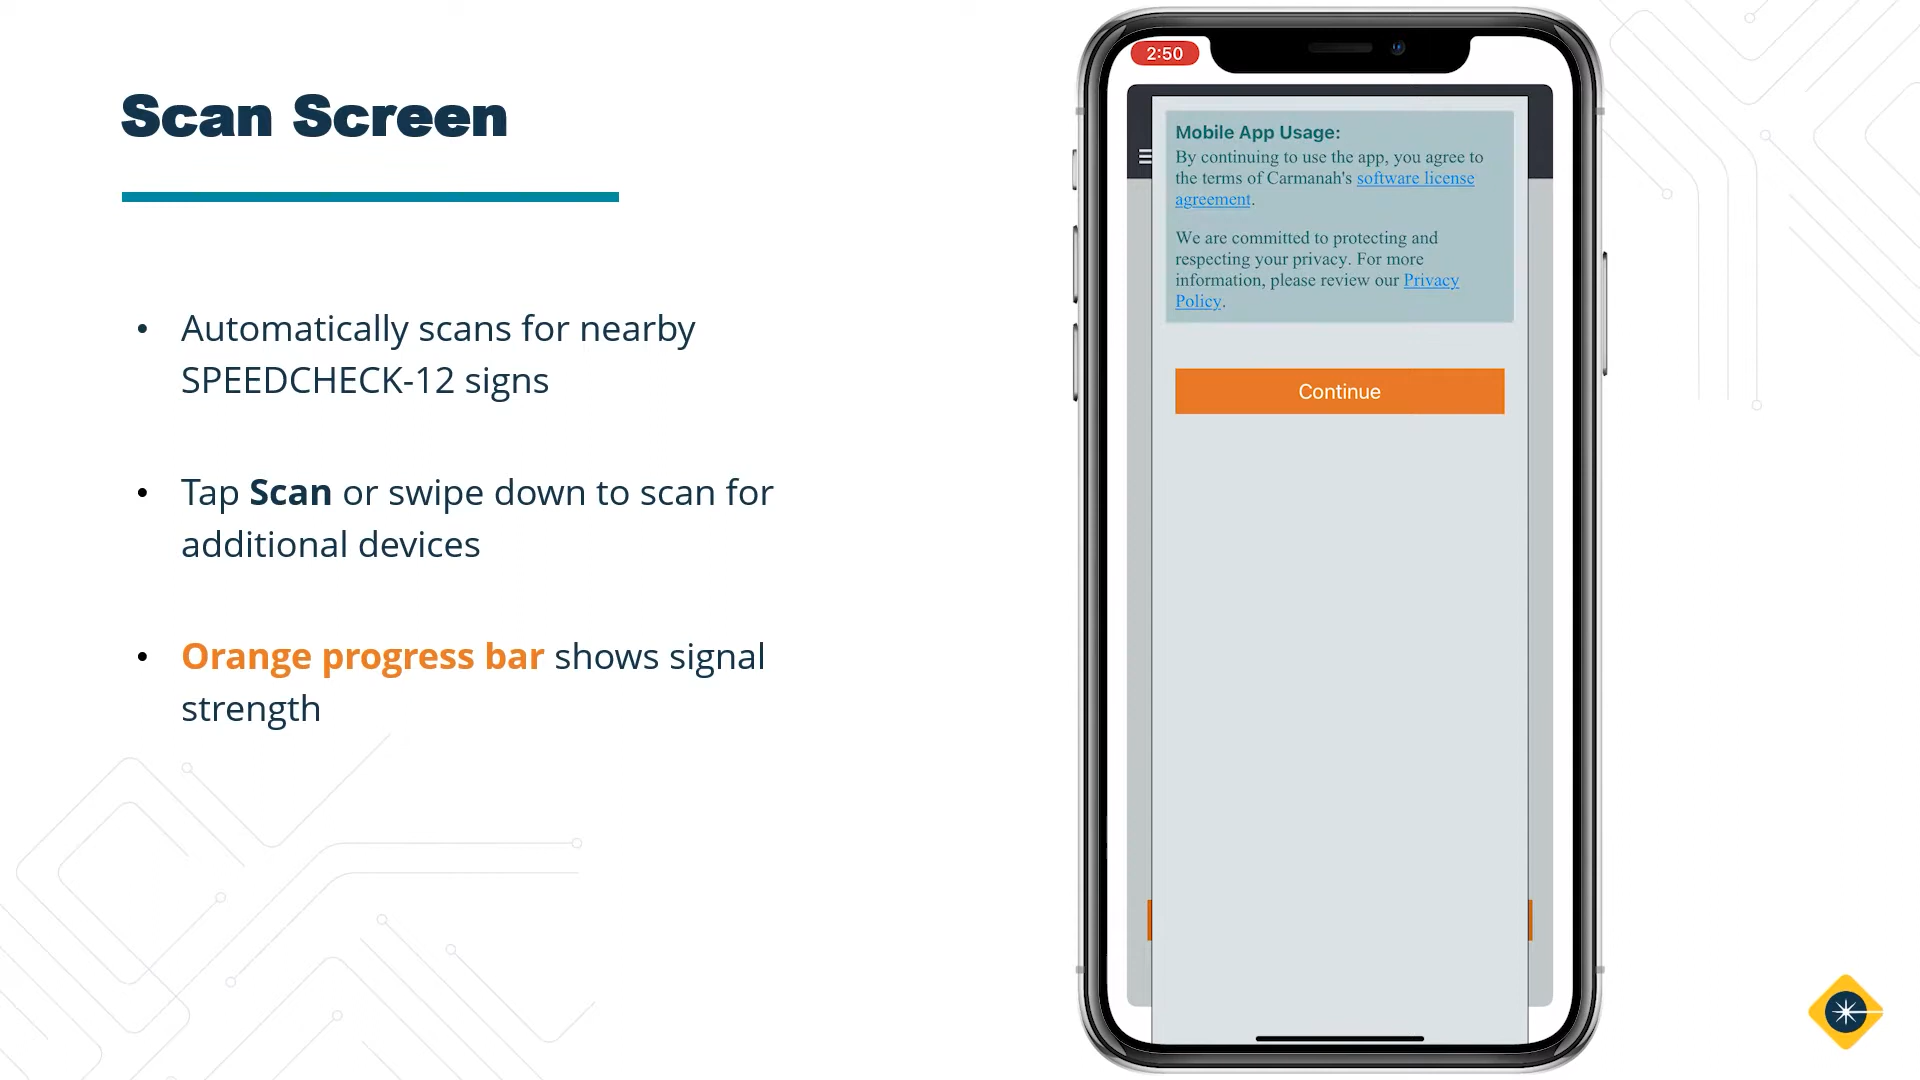 Scan Screen
• Automatically scans for nearby
SPEEDCHECK-12 signs
• Tap Scan or swipe down to scan for
additional devices
• Orange progress bar shows signal
strength
2:50
Mobile App Usage:
By continuing to use the app, you agree to
the terms of Carmanah's software license
agreement.
We are committed to protecting and
respecting your privacy. For more
information, please review our Privacy
Policy.
Continue